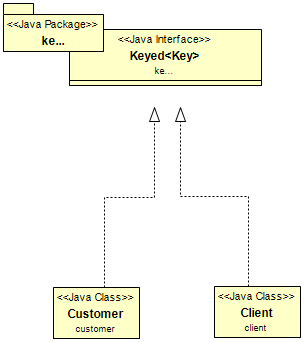 <<Java Package>>
ke...
<<Java Interface>>
Keyed<Key>
ke...
<<Java Class>>
Customer
customer
<<Java Class>>
Client
client